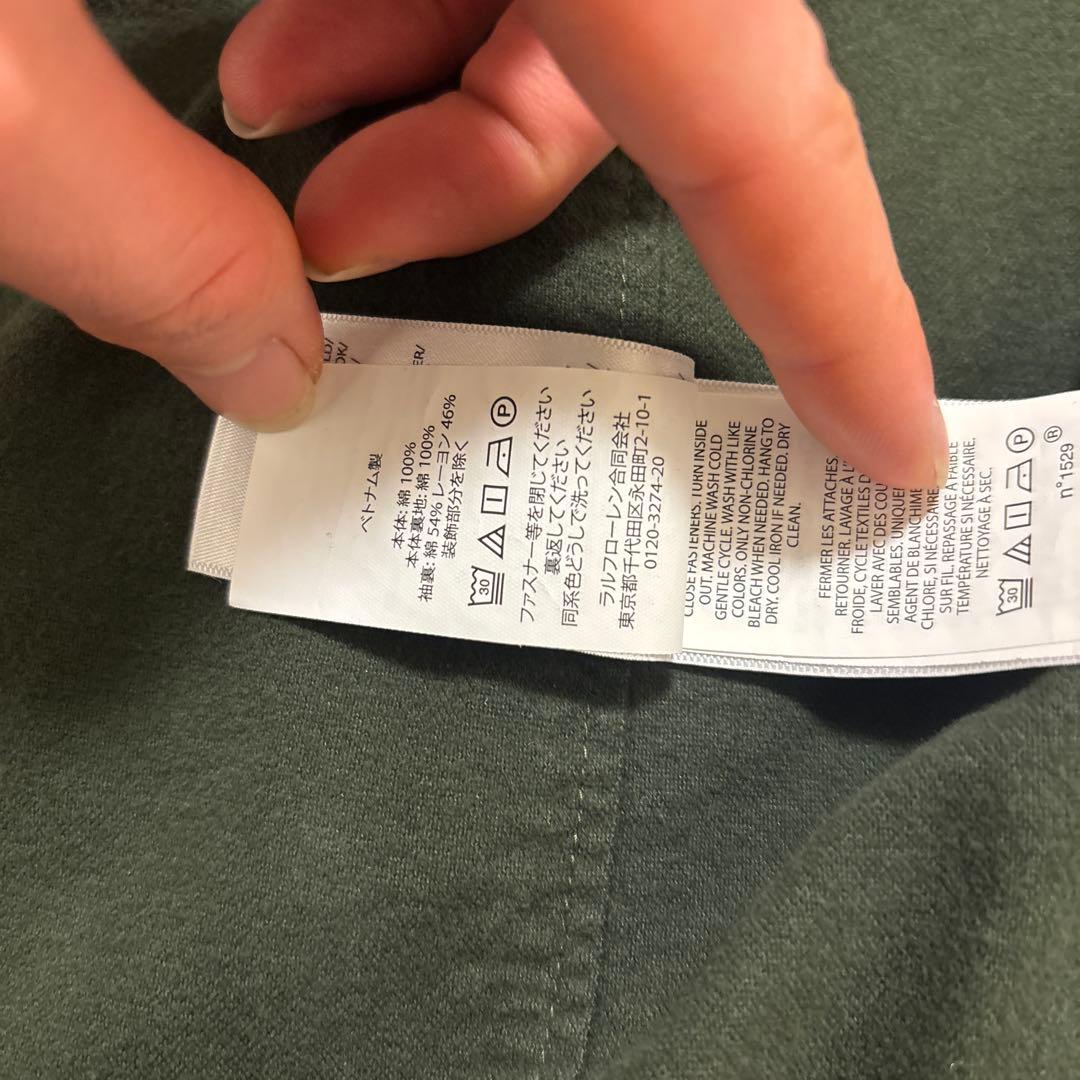 ベトナム製
本体: 綿 100%
本体裏地: 綿 100%
袖裏: 綿 54% レーヨン 46%
装飾部分を除く
30 P
ファスナー等を閉じてください
裏返してください
同系色どうしで洗ってください
ラルフローレン合同会社
東京都千代田区永田町2-10-1
0120-3274-20
CLOSE FASTENERS. TURN INSIDE
OUT. MACHINE WASH COLD
GENTLE CYCLE. WASH WITH LIKE
COLORS. ONLY NON-CHLORINE
BLEACH WHEN NEEDED. HANG TO
DRY. COOL IRON IF NEEDED. DRY
CLEAN.
FERMER LES ATTACHES.
RETOURNER. LAVAGE À L'
FROIDE, CYCLE TEXTILES D
LAVER AVEC DES COU
SEMBLABLES. UNIQUE
AGENT DE BLANCHIME
CHLORE, SI NÉCESSAIRE.
SUR FIL. REPASSAGE À FAIBLE
TEMPÉRATURE SI NÉCESSAIRE.
NETTOYAGE À SEC.
30 P
®
n°1529